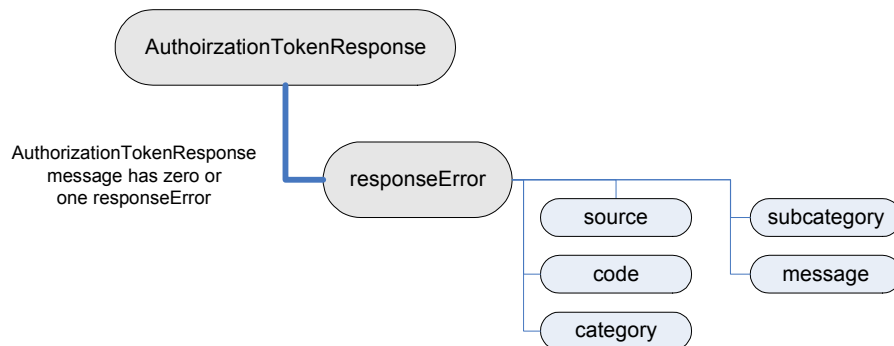 AuthoirzationTokenResponse
AuthorizationTokenResponse
message has zero or
one responseError
responseError
source
subcategory
code
message
category